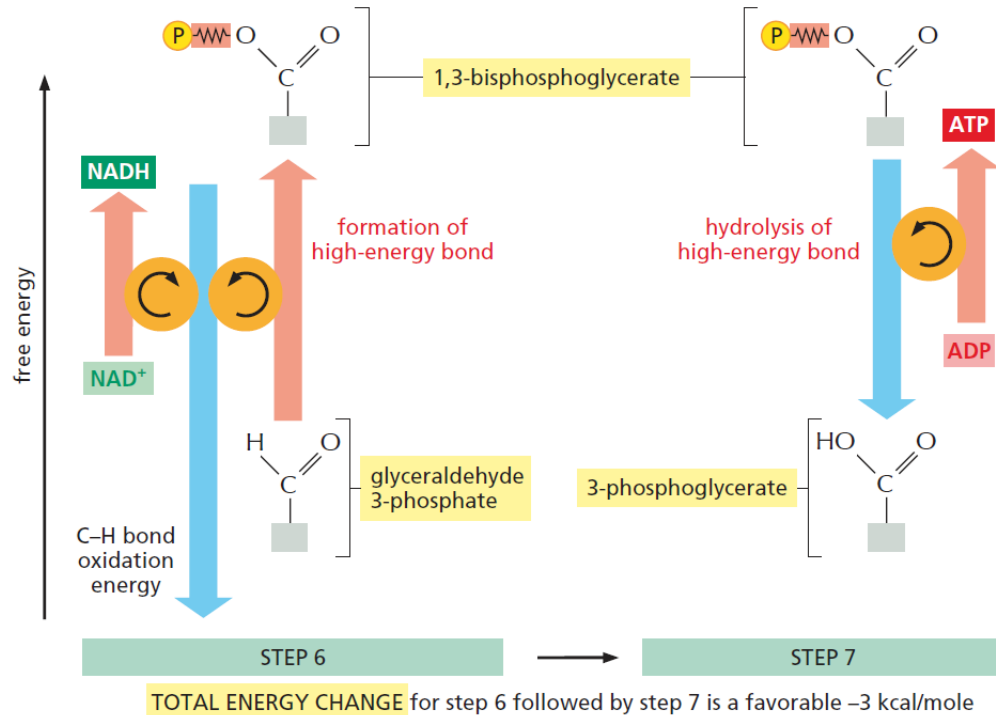 P O O
C
1,3-bisphosphoglycerate
P O O
C
free energy
NADH
NAD⁺
formation of
high-energy bond
hydrolysis of
high-energy bond
ATP
ADP
C–H bond
oxidation
energy
H O
C
glyceraldehyde
3-phosphate
3-phosphoglycerate
HO O
C
STEP 6
STEP 7
TOTAL ENERGY CHANGE for step 6 followed by step 7 is a favorable –3 kcal/mole